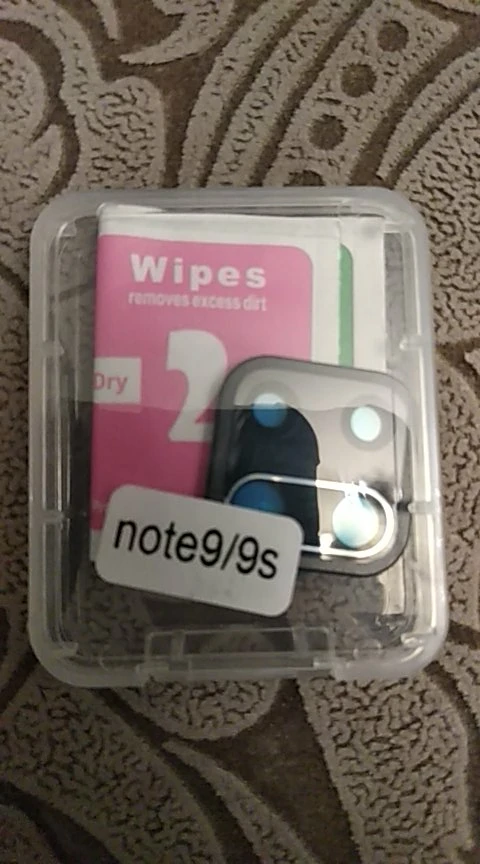 Wipes
removes excess dirt
Dry
2
note9/9s